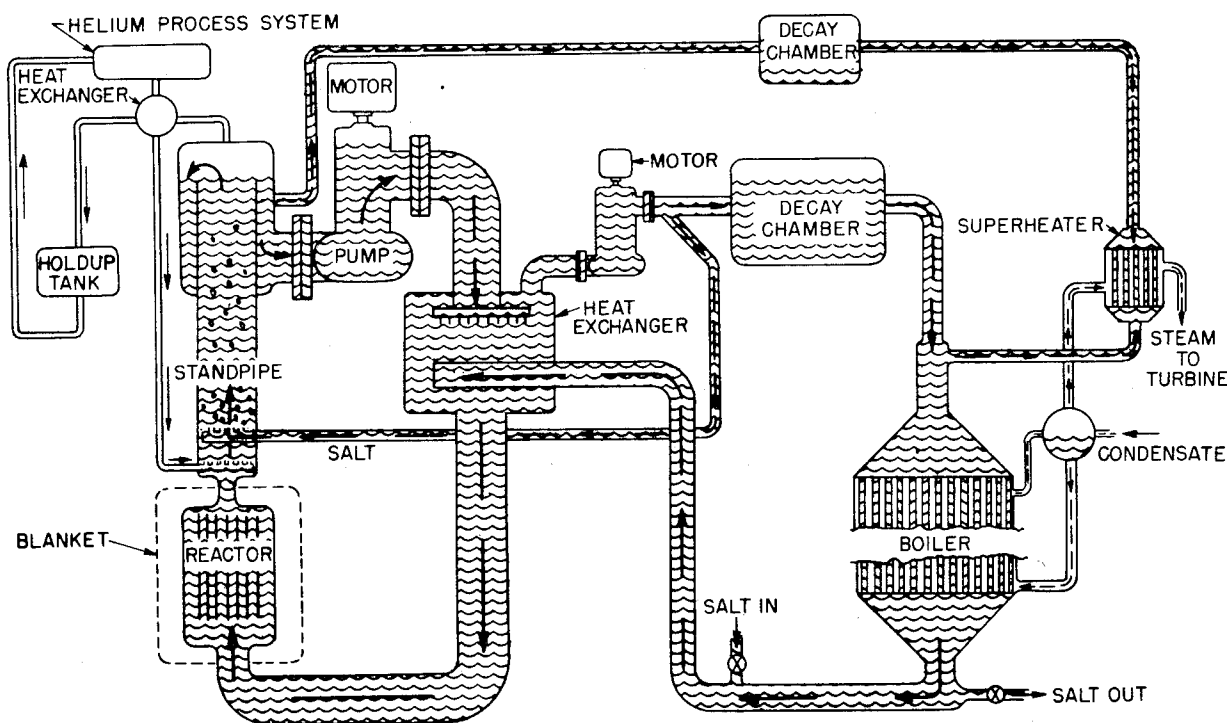 HELIUM PROCESS SYSTEM
HEAT
EXCHANGER
MOTOR
DECAY
CHAMBER
MOTOR
DECAY
CHAMBER
SUPERHEATER
HOLDUP
TANK
PUMP
HEAT
EXCHANGER
STEAM
TO
TURBINE
STANDPIPE
SALT
CONDENSATE
BLANKET
REACTOR
BOILER
SALT IN
SALT OUT